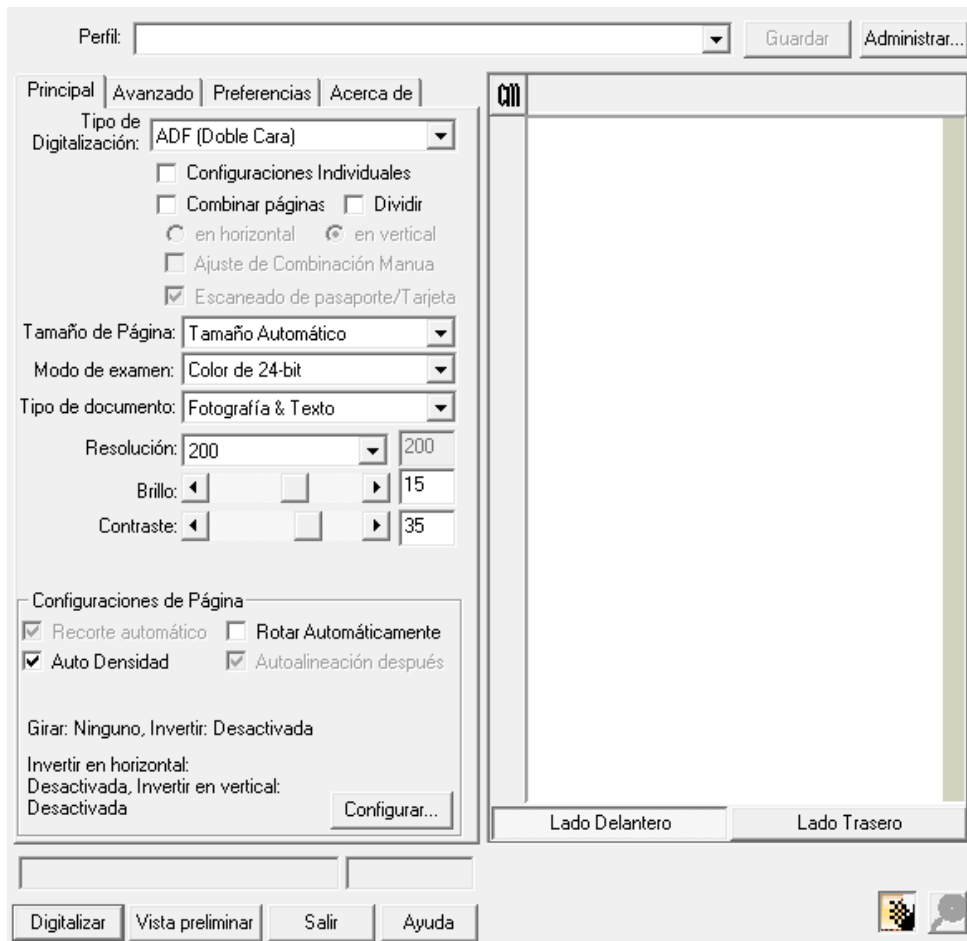 Perfil:
Guardar
Administrar...
Principal
Avanzado
Preferencias
Acerca de
Tipo de
Digitalización:
ADF (Doble Cara)
Configuraciones Individuales
Combinar páginas
Dividir
en horizontal
en vertical
Ajuste de Combinación Manua
Escaneado de pasaporte/Tarjeta
Tamaño de Página: Tamaño Automático
Modo de examen: Color de 24-bit
Tipo de documento: Fotografía & Texto
Resolución: 200 200
Brillo: 15
Contraste: 35
Configuraciones de Página
Recorte automático
Rotar Automáticamente
Auto Densidad
Autoalineación después
Girar: Ninguno, Invertir: Desactivada
Invertir en horizontal:
Desactivada, Invertir en vertical:
Desactivada
Configurar...
cm
Lado Delantero
Lado Trasero
Digitalizar
Vista preliminar
Salir
Ayuda